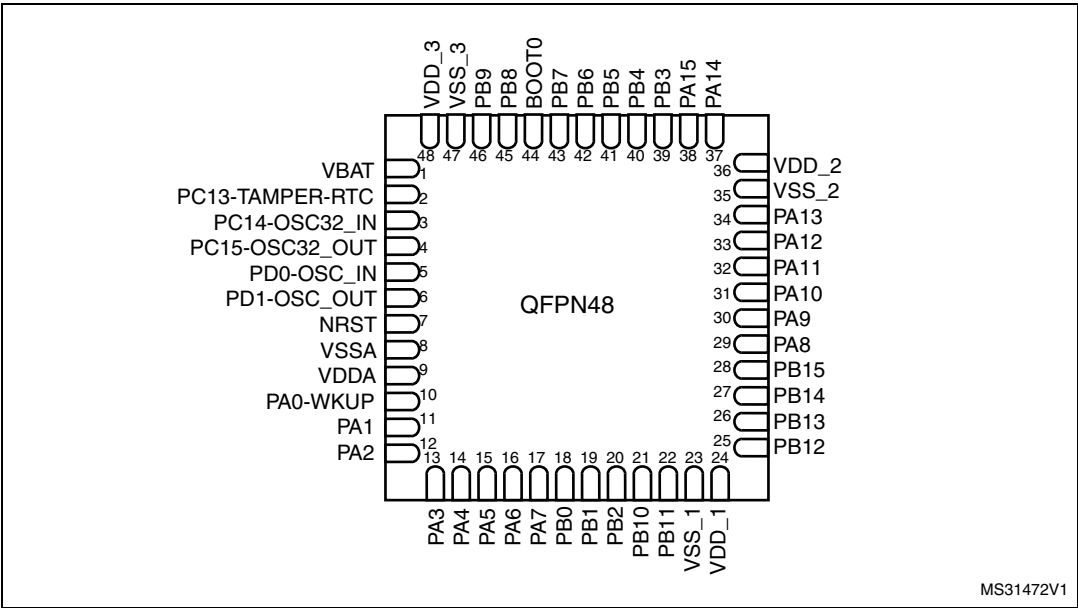 VDD_3
VSS_3
PB9
PB8
BOOT0
PB7
PB6
PB5
PB4
PB3
PA15
PA14
48 47 46 45 44 43 42 41 40 39 38 37
VBAT 1
PC13-TAMPER-RTC 2
PC14-OSC32_IN 3
PC15-OSC32_OUT 4
PD0-OSC_IN 5
PD1-OSC_OUT 6
NRST 7
VSSA 8
VDDA 9
PA0-WKUP 10
PA1 11
PA2 12
QFPN48
36 VDD_2
35 VSS_2
34 PA13
33 PA12
32 PA11
31 PA10
30 PA9
29 PA8
28 PB15
27 PB14
26 PB13
25 PB12
13 14 15 16 17 18 19 20 21 22 23 24
PA3
PA4
PA5
PA6
PA7
PB0
PB1
PB2
PB10
PB11
VSS_1
VDD_1
MS31472V1